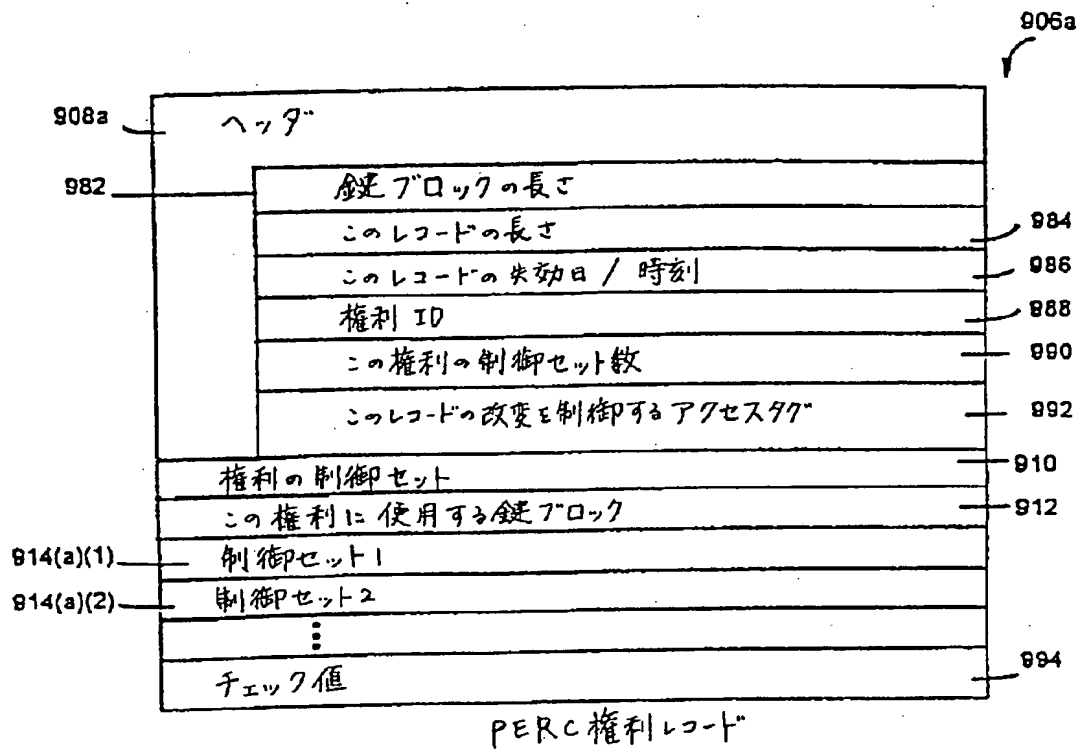 906a
908a ヘッダ
982 鍵ブロックの長さ
このレコードの長さ 984
このレコードの失効日 / 時刻 986
権利 ID 988
この権利の制御セット数 990
このレコードの改変を制御するアクセスタグ 992
権利の制御セット 910
この権利に使用する鍵ブロック 912
914(a)(1) 制御セット1
914(a)(2) 制御セット2
チェック値 994
PERC権利レコード